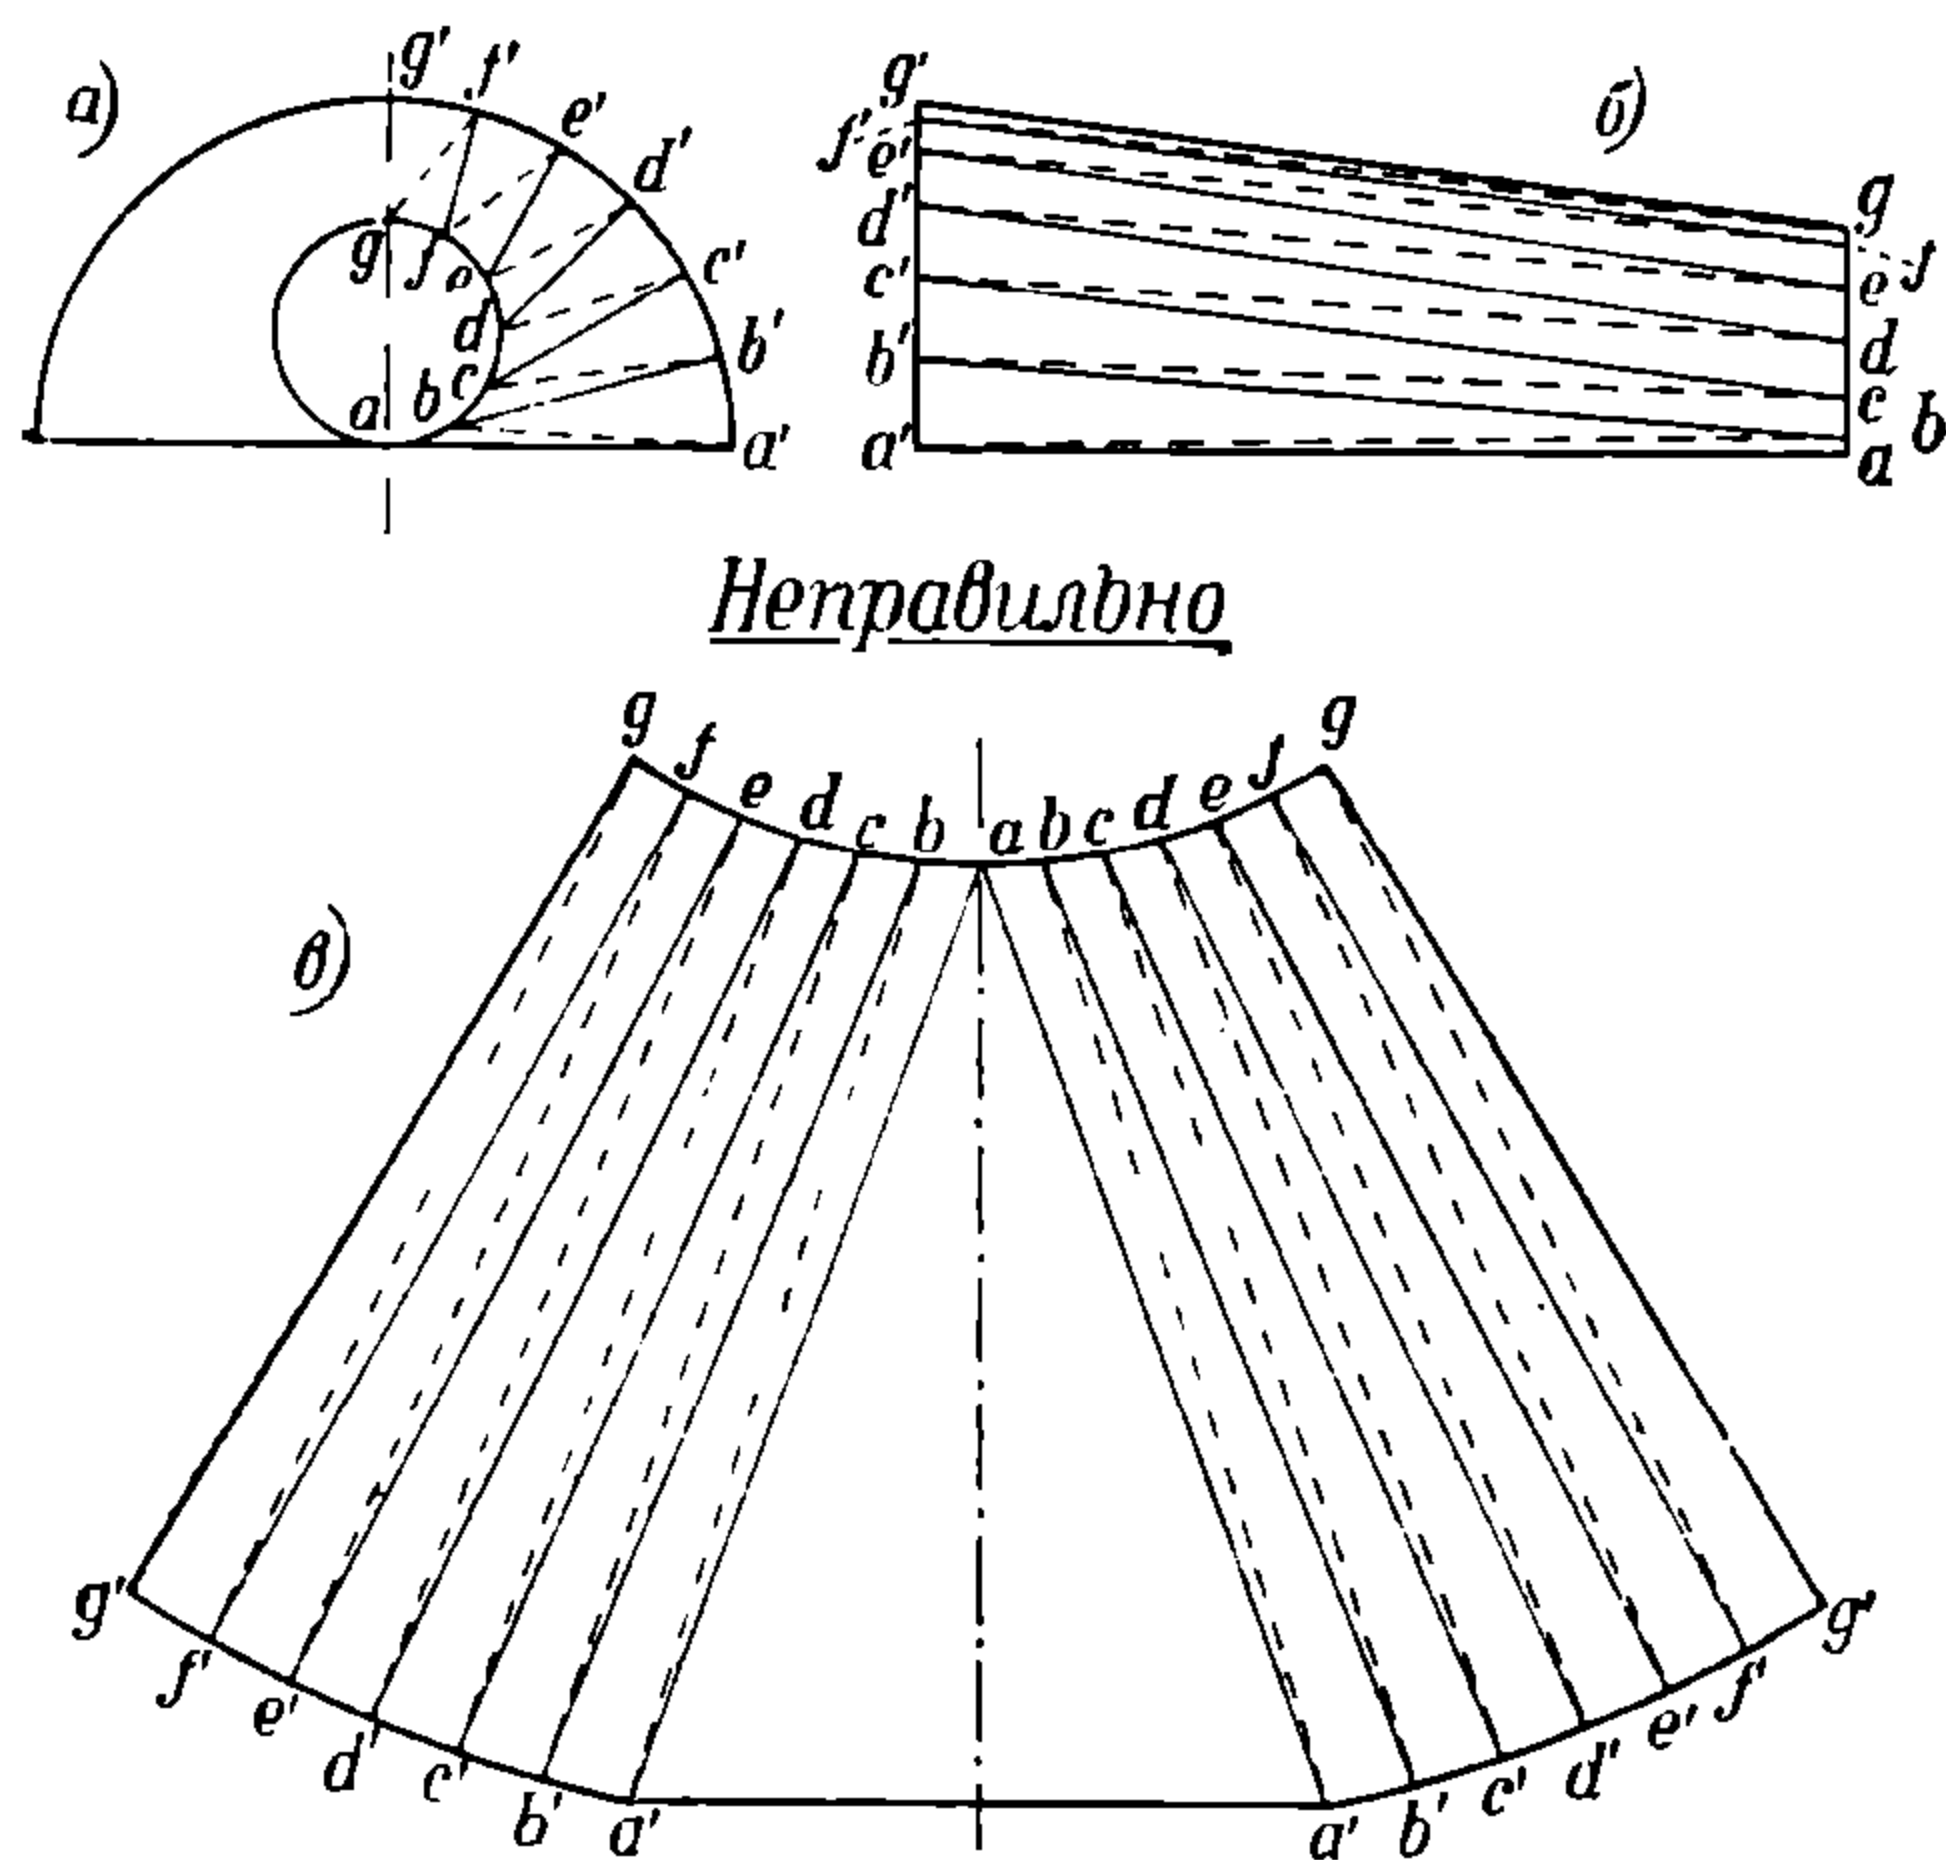 а)
g' f' e' d' c' b' a'
g f e d c b a
б)
g' f' e' d' c' b' a'
g f e d c b a
Неправильно
в)
g f e d c b a b c d e f g
g' f' e' d' c' b' a' a' b' c' d' e' f' g'